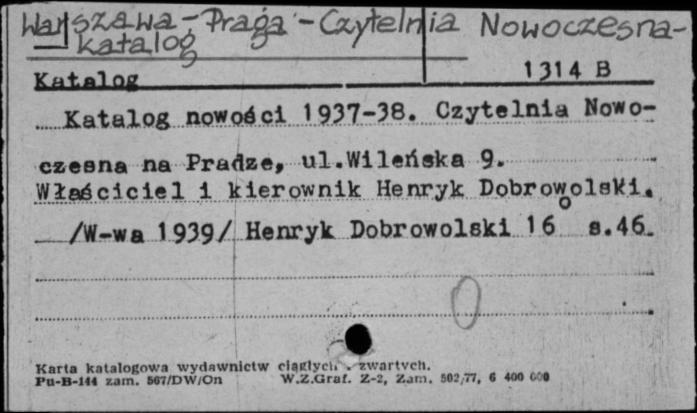 Warszawa-Praga-Czytelnia Nowoczesna-
katalog
Katalog
1314 B
Katalog nowości 1937-38. Czytelnia Nowo-
czesna na Pradze, ul.Wileńska 9.
Właściciel i kierownik Henryk Dobrowolski.
/W-wa 1939/ Henryk Dobrowolski 16° s.46.
0
Karta katalogowa wydawnictw ciągłych i zwartych.
Pu-B-144 zam. 567/DW/On W.Z.Graf. Z-2, Zam. 502/77, 6 400 000